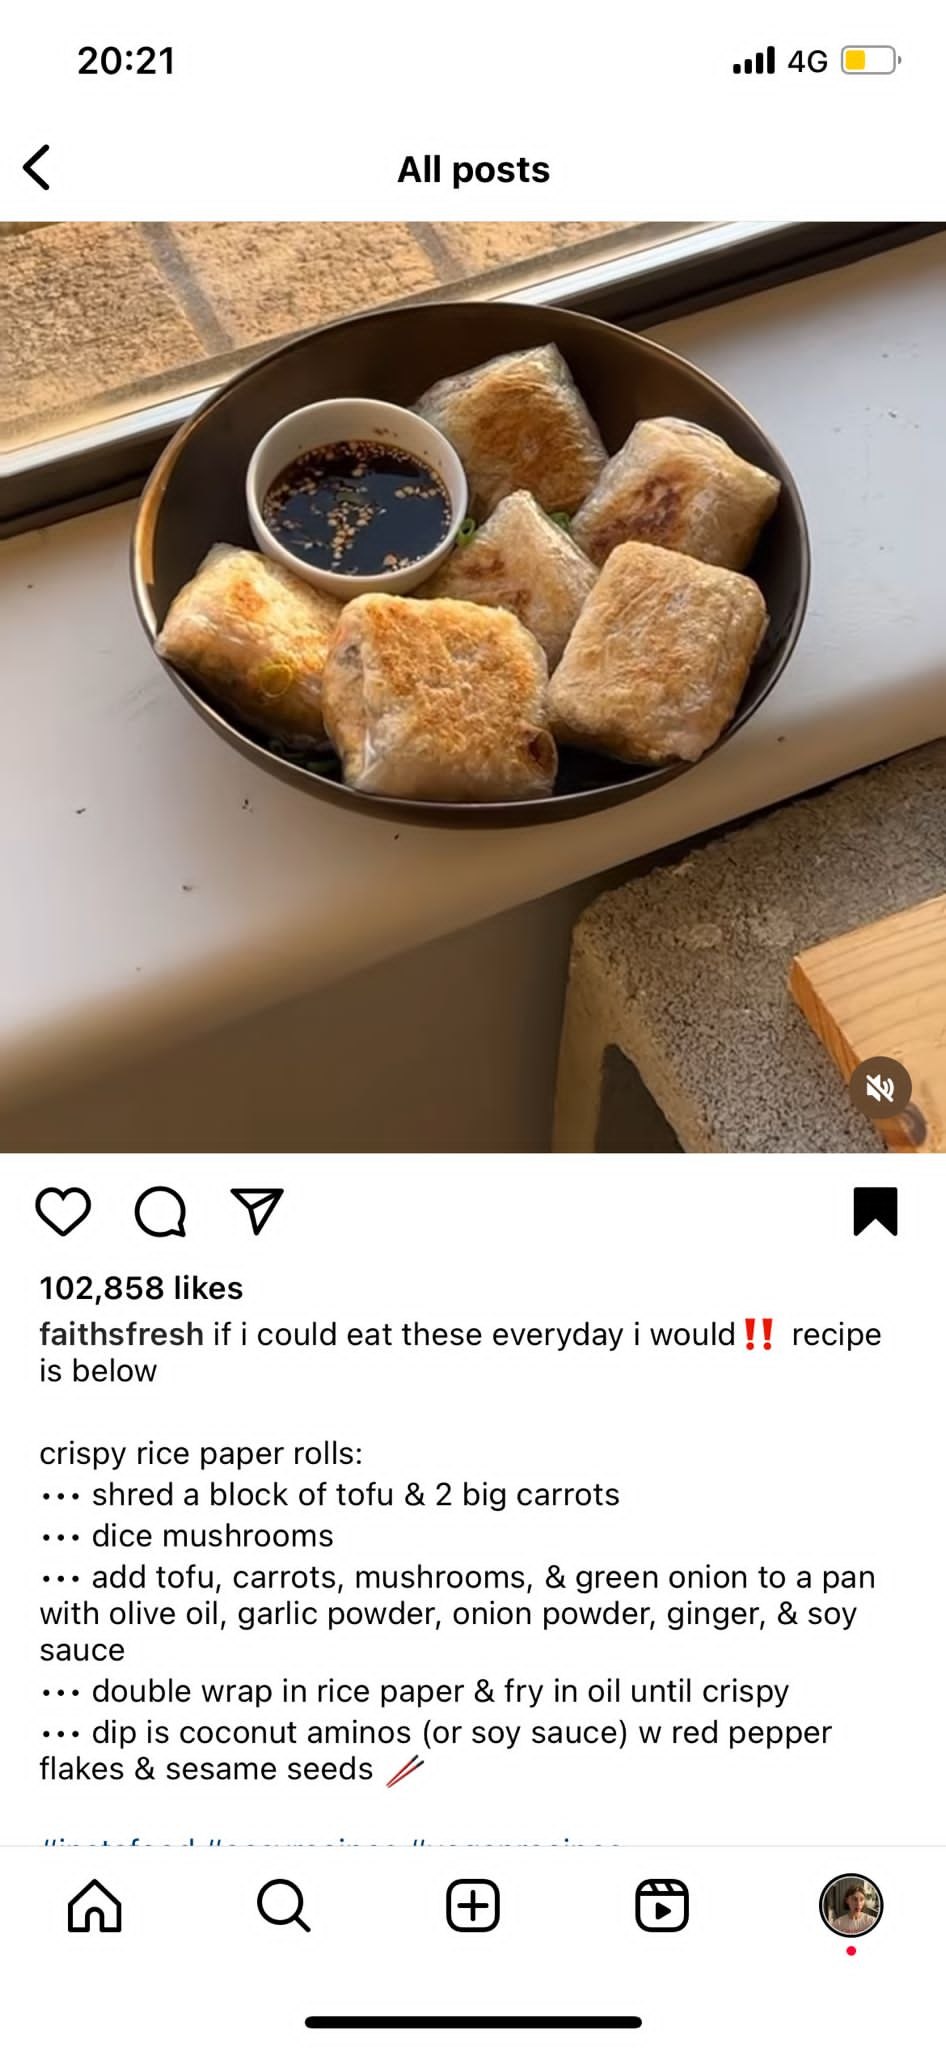 20:21
4G
All posts
102,858 likes
faithsfresh if i could eat these everyday i would‼️ recipe
is below
crispy rice paper rolls:
••• shred a block of tofu & 2 big carrots
••• dice mushrooms
••• add tofu, carrots, mushrooms, & green onion to a pan
with olive oil, garlic powder, onion powder, ginger, & soy
sauce
••• double wrap in rice paper & fry in oil until crispy
••• dip is coconut aminos (or soy sauce) w red pepper
flakes & sesame seeds 🥢